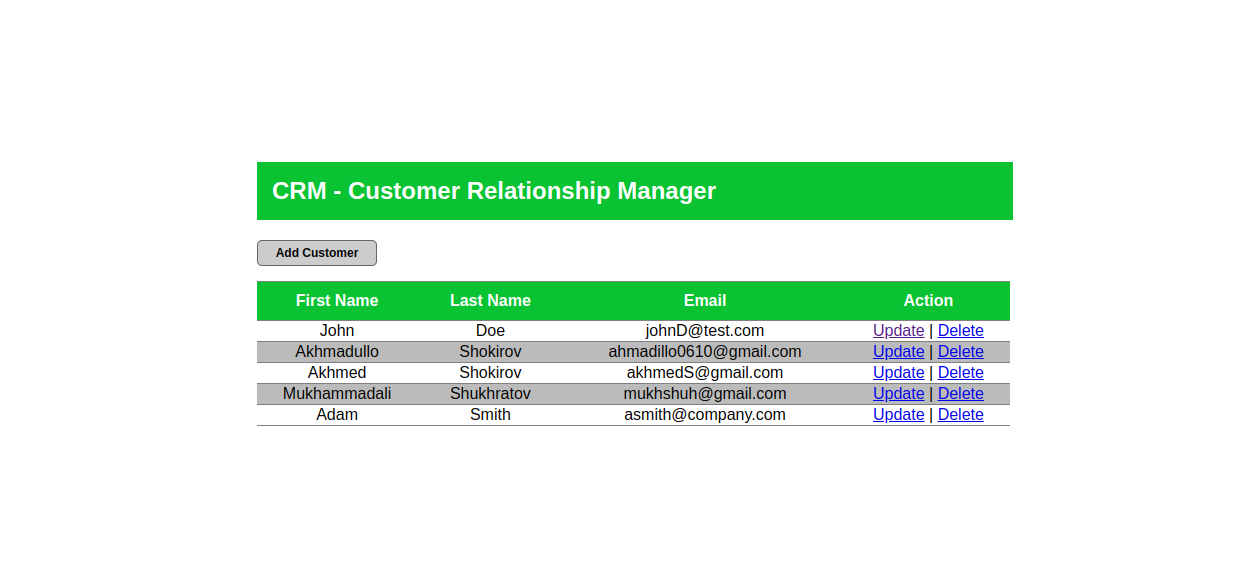 CRM - Customer Relationship Manager
Add Customer
First Name Last Name Email Action
John Doe johnD@test.com Update | Delete
Akhmadullo Shokirov ahmadillo0610@gmail.com Update | Delete
Akhmed Shokirov akhmedS@gmail.com Update | Delete
Mukhammadali Shukhratov mukhshuh@gmail.com Update | Delete
Adam Smith asmith@company.com Update | Delete